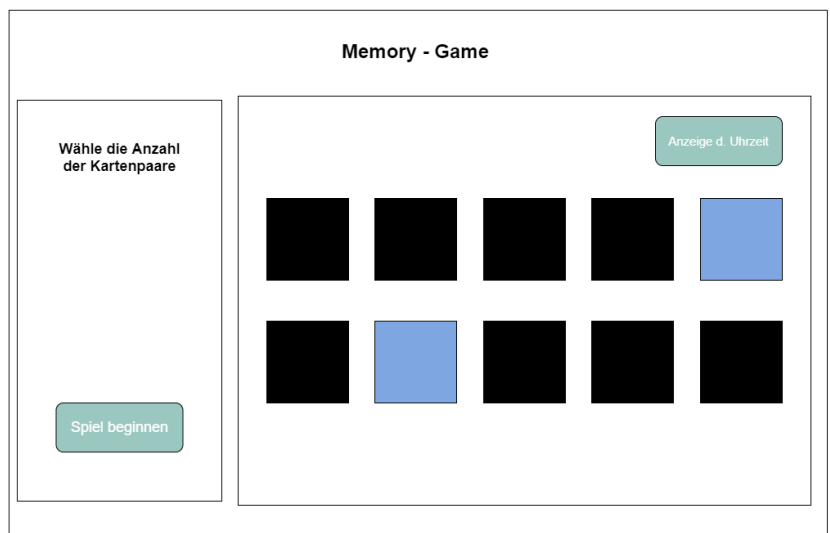 Memory - Game
Wähle die Anzahl
der Kartenpaare
Spiel beginnen
Anzeige d. Uhrzeit